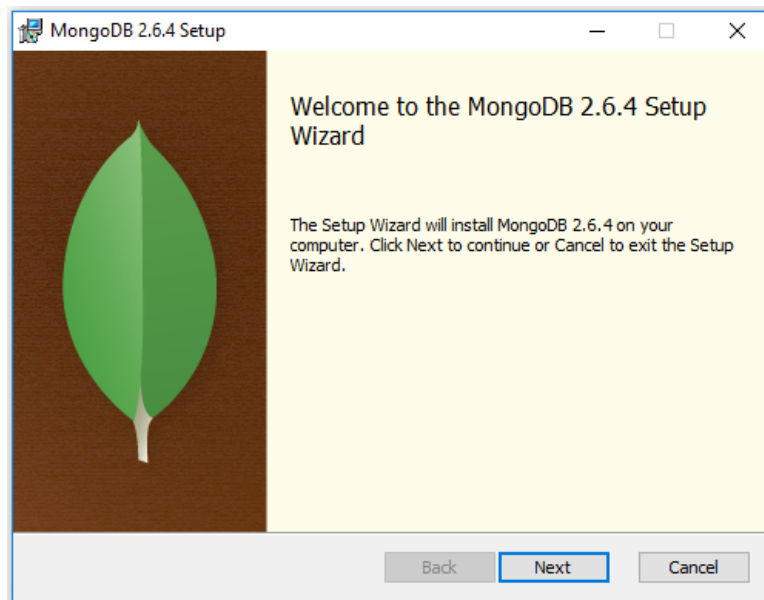 MongoDB 2.6.4 Setup
Welcome to the MongoDB 2.6.4 Setup
Wizard
The Setup Wizard will install MongoDB 2.6.4 on your
computer. Click Next to continue or Cancel to exit the Setup
Wizard.
Back Next Cancel